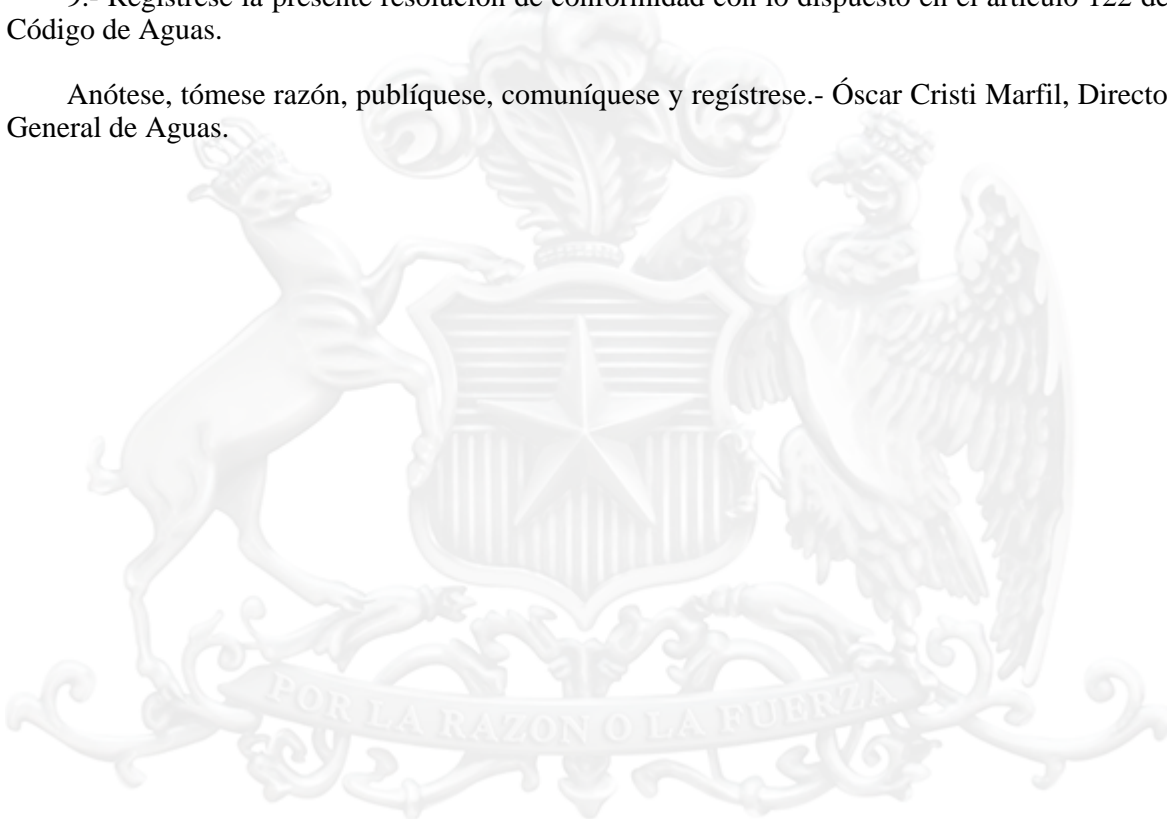 9.- Regístrese la presente resolución de conformidad con lo dispuesto en el artículo 122 de
Código de Aguas.
Anótese, tómese razón, publíquese, comuníquese y regístrese.- Óscar Cristi Marfil, Directo
General de Aguas.
POR LA RAZON O LA FUERZA